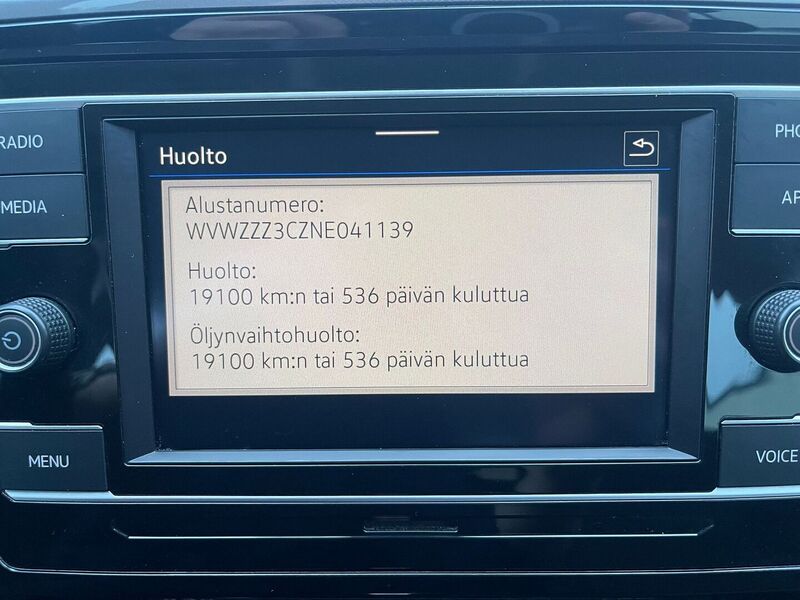 RADIO
MEDIA
MENU
Huolto
Alustanumero:
WVWZZZ3CZNE041139
Huolto:
19100 km:n tai 536 päivän kuluttua
Öljynvaihtohuolto:
19100 km:n tai 536 päivän kuluttua
PHO
AP
VOICE